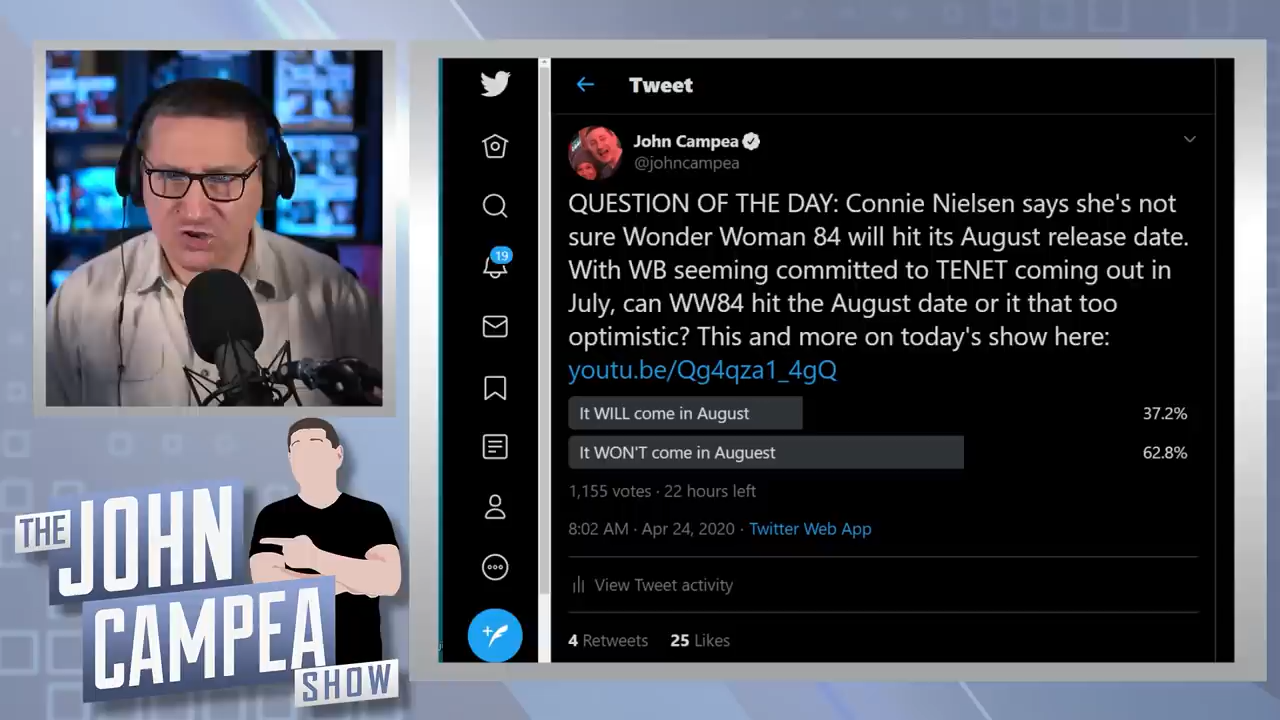 THE
JOHN
CAMPEA
SHOW
19
Tweet
John Campea
@johncampea
QUESTION OF THE DAY: Connie Nielsen says she's not
sure Wonder Woman 84 will hit its August release date.
With WB seeming committed to TENET coming out in
July, can WW84 hit the August date or it that too
optimistic? This and more on today's show here:
youtu.be/Qg4qza1_4gQ
It WILL come in August 37.2%
It WON'T come in Auguest 62.8%
1,155 votes · 22 hours left
8:02 AM · Apr 24, 2020 · Twitter Web App
View Tweet activity
4 Retweets 25 Likes